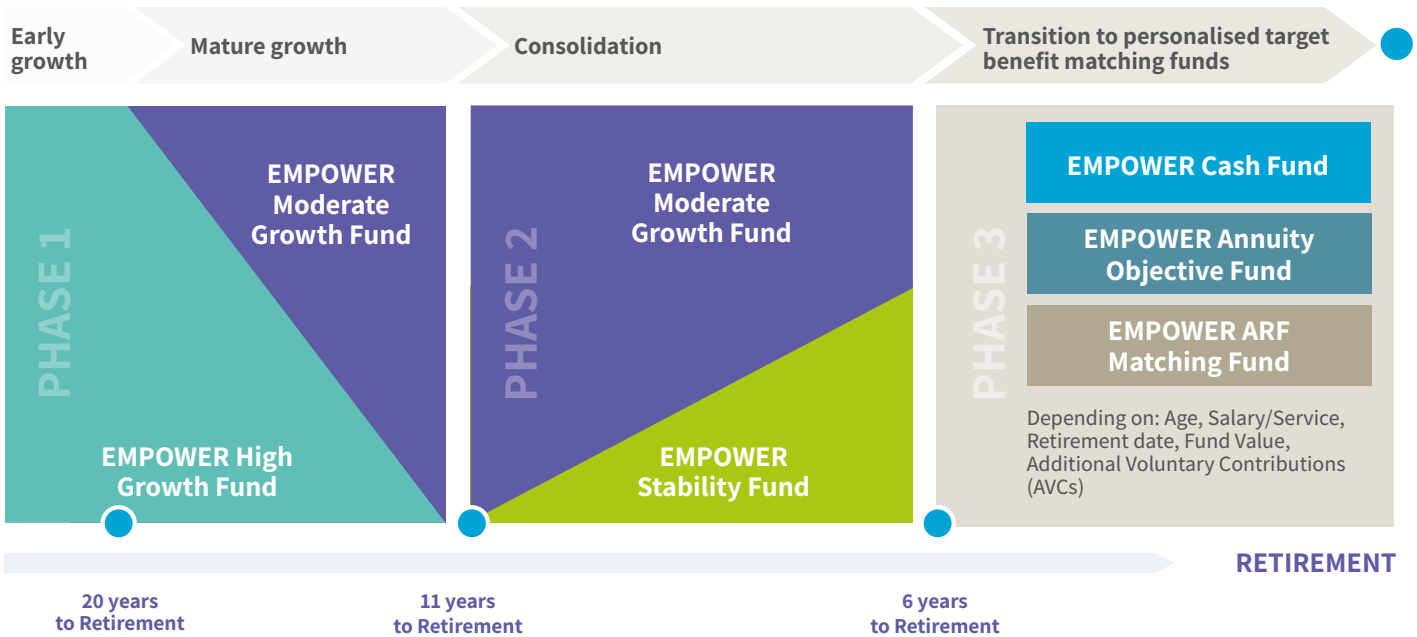 Early
growth
Mature growth
Consolidation
Transition to personalised target
benefit matching funds
PHASE 1
EMPOWER
Moderate
Growth Fund
EMPOWER High
Growth Fund
PHASE 2
EMPOWER
Moderate
Growth Fund
EMPOWER
Stability Fund
PHASE 3
EMPOWER Cash Fund
EMPOWER Annuity
Objective Fund
EMPOWER ARF
Matching Fund
Depending on: Age, Salary/Service,
Retirement date, Fund Value,
Additional Voluntary Contributions
(AVCs)
RETIREMENT
20 years
to Retirement
11 years
to Retirement
6 years
to Retirement